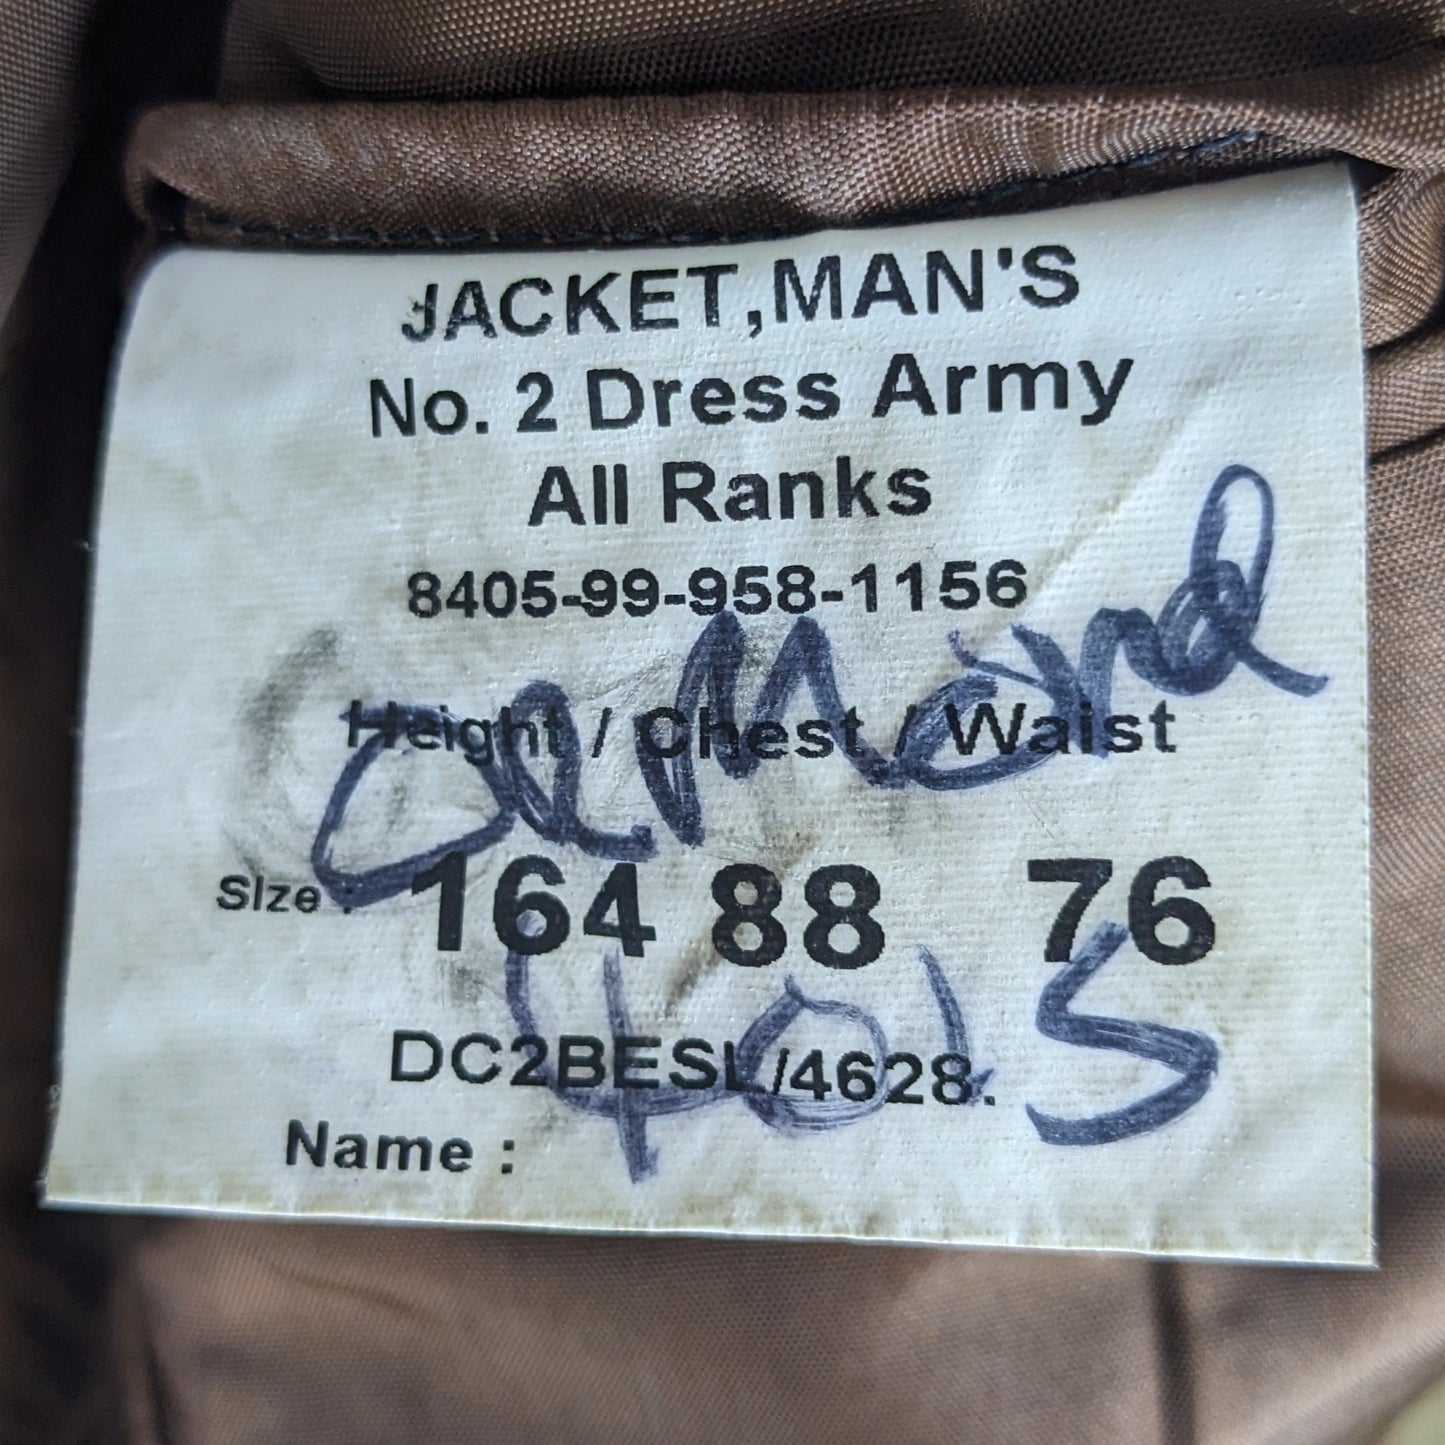 JACKET,MAN'S
No. 2 Dress Army
All Ranks
8405-99-958-1156
Height / Chest / Waist
Size : 164 88 76
DC2BESL/4628.
Name :